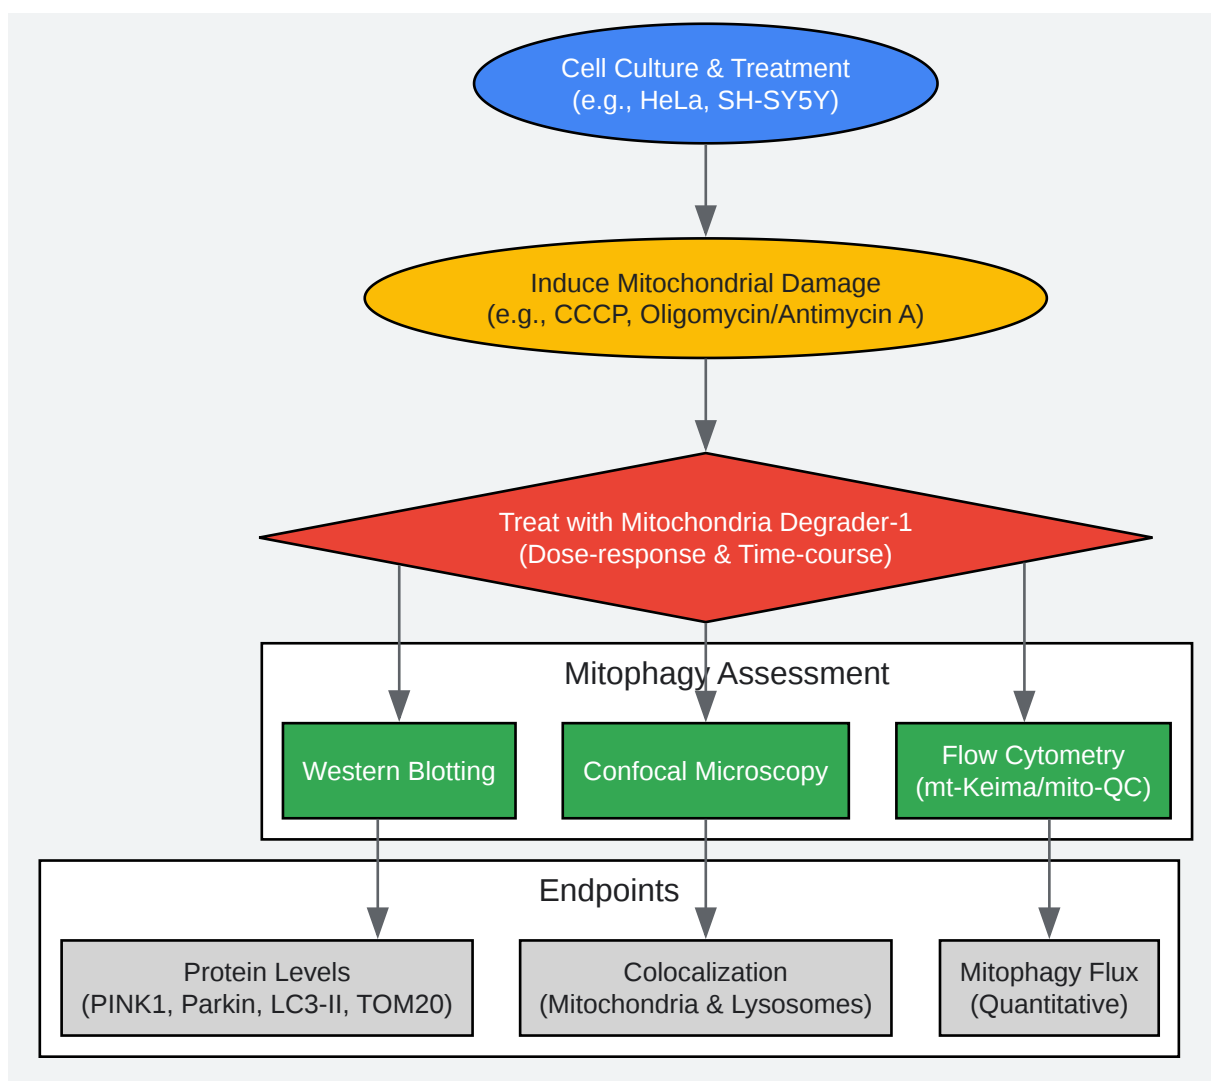 Cell Culture & Treatment
(e.g., HeLa, SH-SY5Y)
Induce Mitochondrial Damage
(e.g., CCCP, Oligomycin/Antimycin A)
Treat with Mitochondria Degrader-1
(Dose-response & Time-course)
Mitophagy Assessment
Western Blotting
Confocal Microscopy
Flow Cytometry
(mt-Keima/mito-QC)
Endpoints
Protein Levels
(PINK1, Parkin, LC3-II, TOM20)
Colocalization
(Mitochondria & Lysosomes)
Mitophagy Flux
(Quantitative)